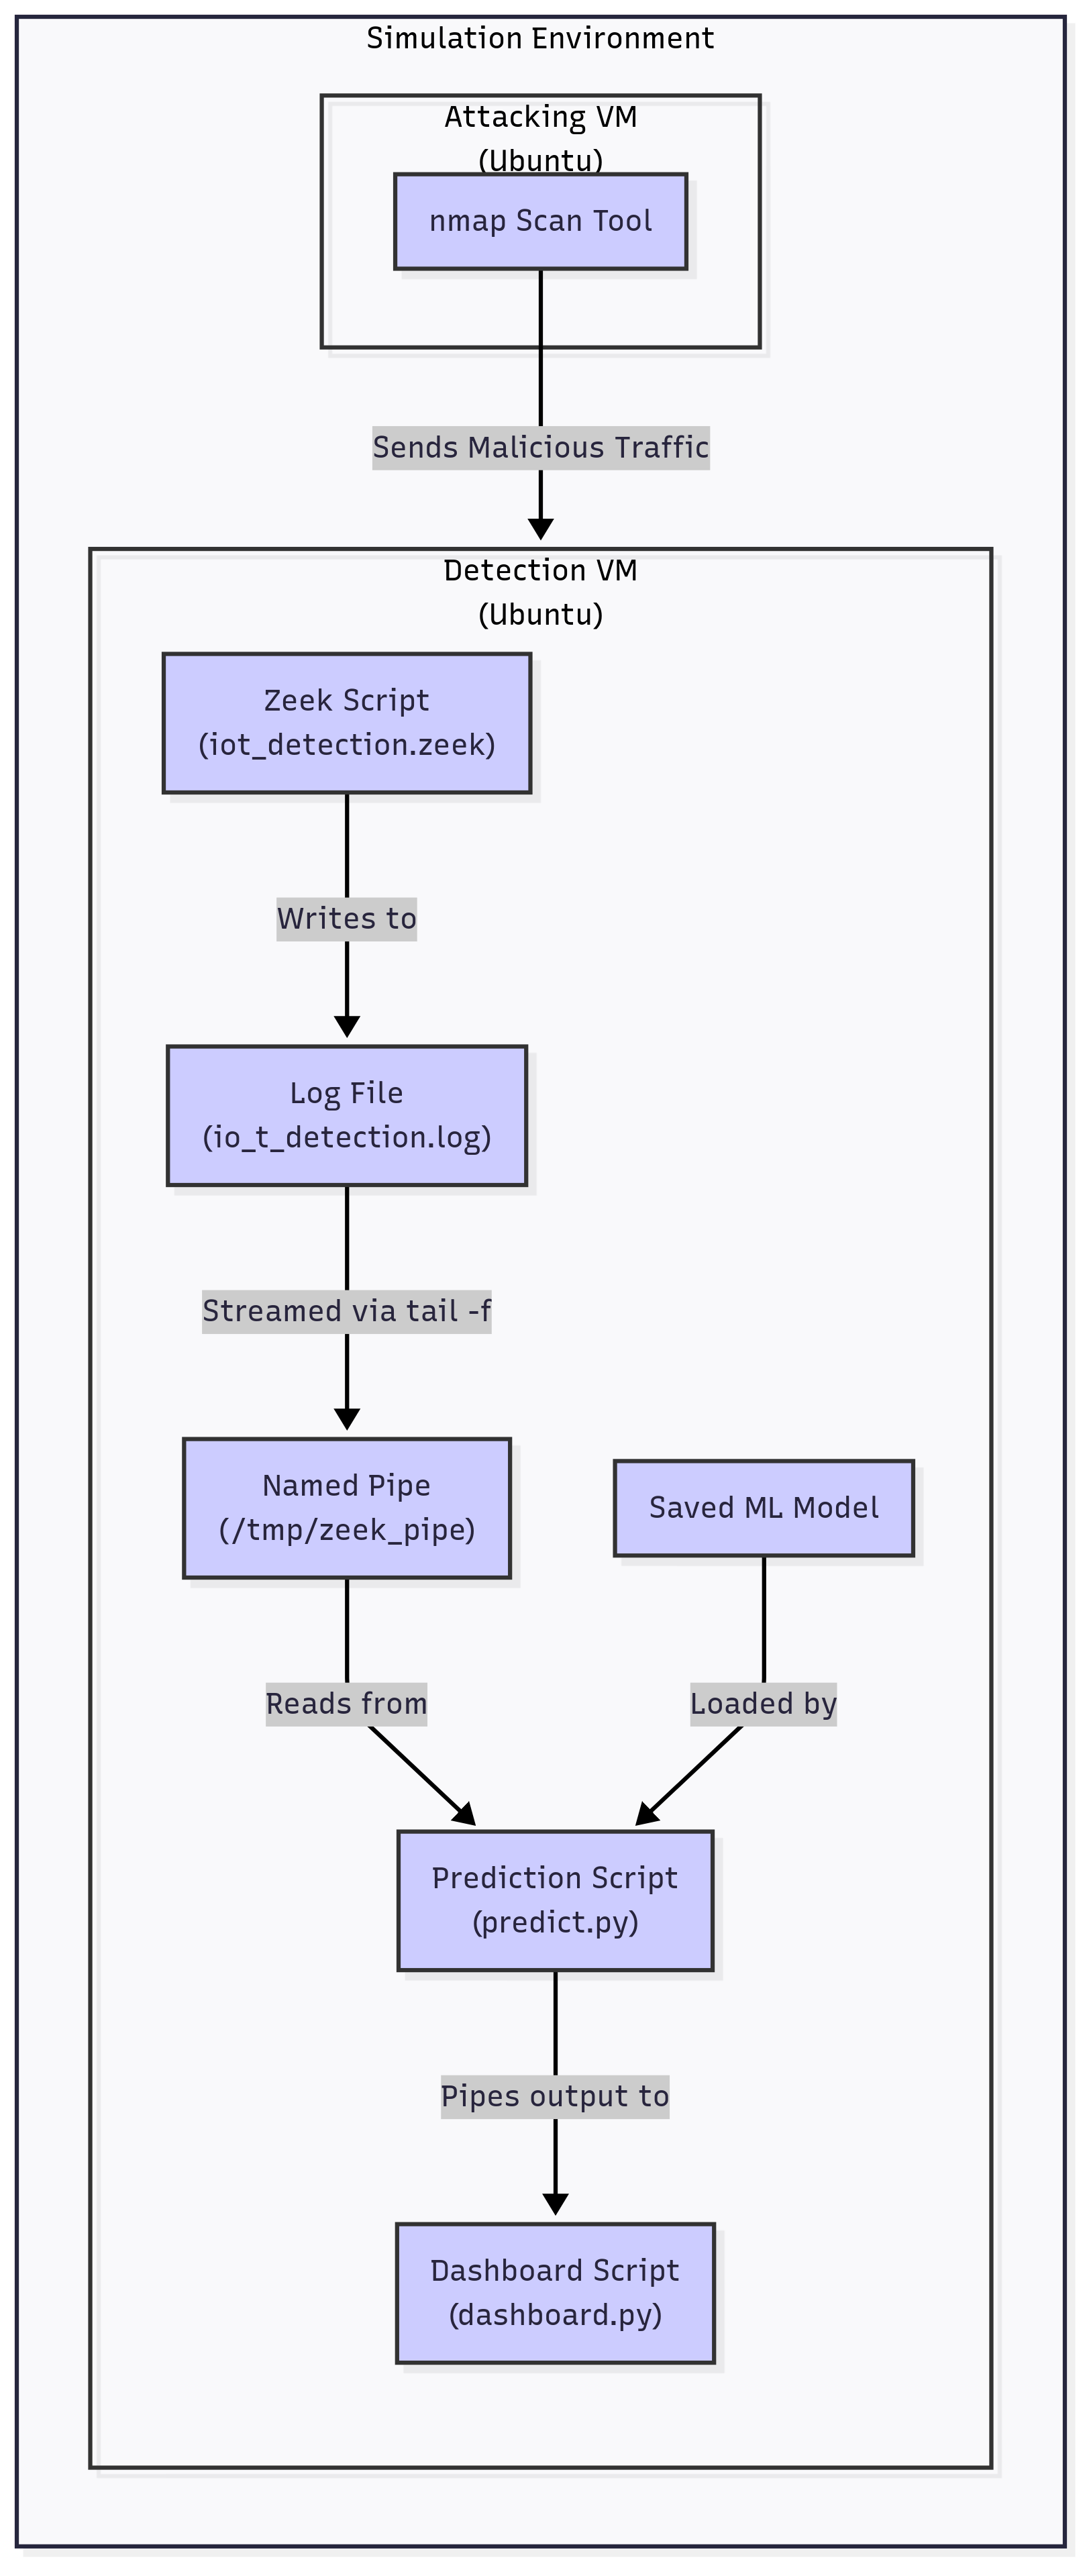 Simulation Environment
Attacking VM
(Ubuntu)
nmap Scan Tool
Sends Malicious Traffic
Detection VM
(Ubuntu)
Zeek Script
(iot_detection.zeek)
Writes to
Log File
(io_t_detection.log)
Streamed via tail -f
Named Pipe
(/tmp/zeek_pipe)
Saved ML Model
Reads from
Loaded by
Prediction Script
(predict.py)
Pipes output to
Dashboard Script
(dashboard.py)